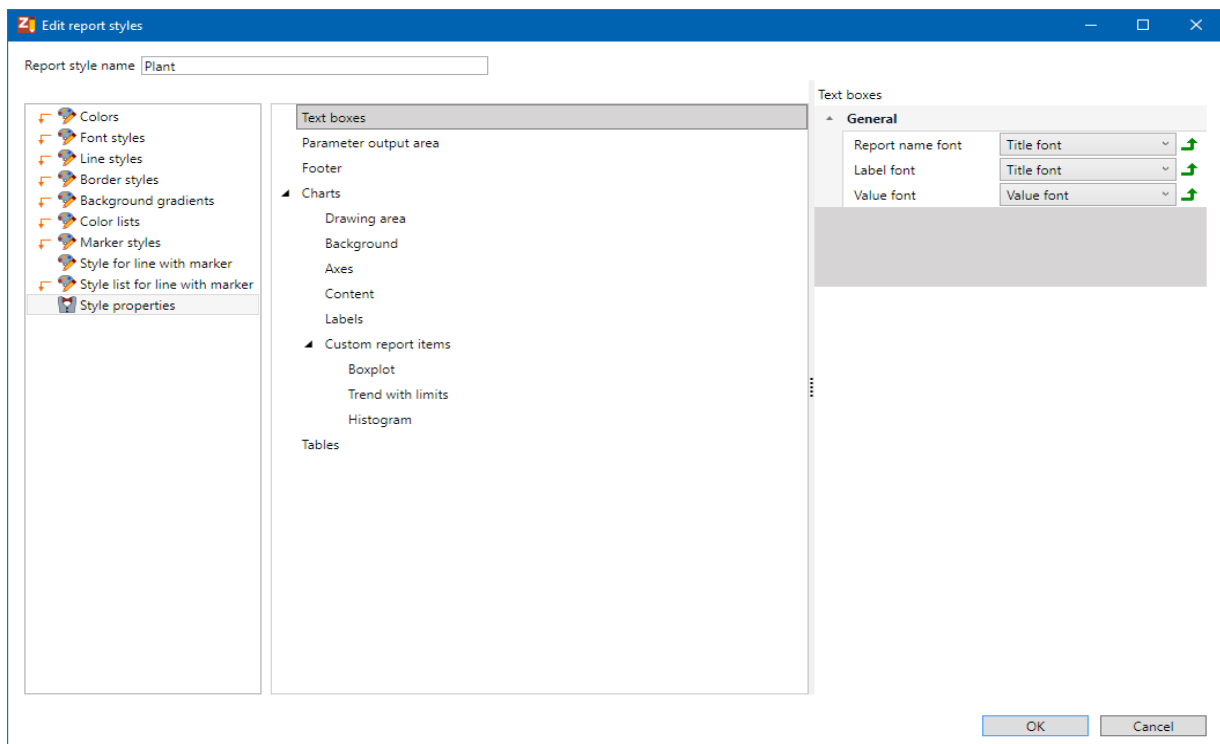 Edit report styles
Report style name Plant
Colors
Font styles
Line styles
Border styles
Background gradients
Color lists
Marker styles
Style for line with marker
Style list for line with marker
Style properties
Text boxes
Parameter output area
Footer
Charts
Drawing area
Background
Axes
Content
Labels
Custom report items
Boxplot
Trend with limits
Histogram
Tables
Text boxes
General
Report name font Title font
Label font Title font
Value font Value font
OK Cancel